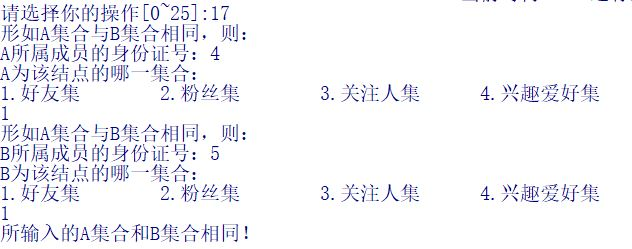 请选择你的操作[0~25]:17
形如A集合与B集合相同，则：
A所属成员的身份证号：4
A为该结点的哪一集合：
1.好友集 2.粉丝集 3.关注人集 4.兴趣爱好集
1
形如A集合与B集合相同，则：
B所属成员的身份证号：5
B为该结点的哪一集合：
1.好友集 2.粉丝集 3.关注人集 4.兴趣爱好集
1
所输入的A集合和B集合相同！